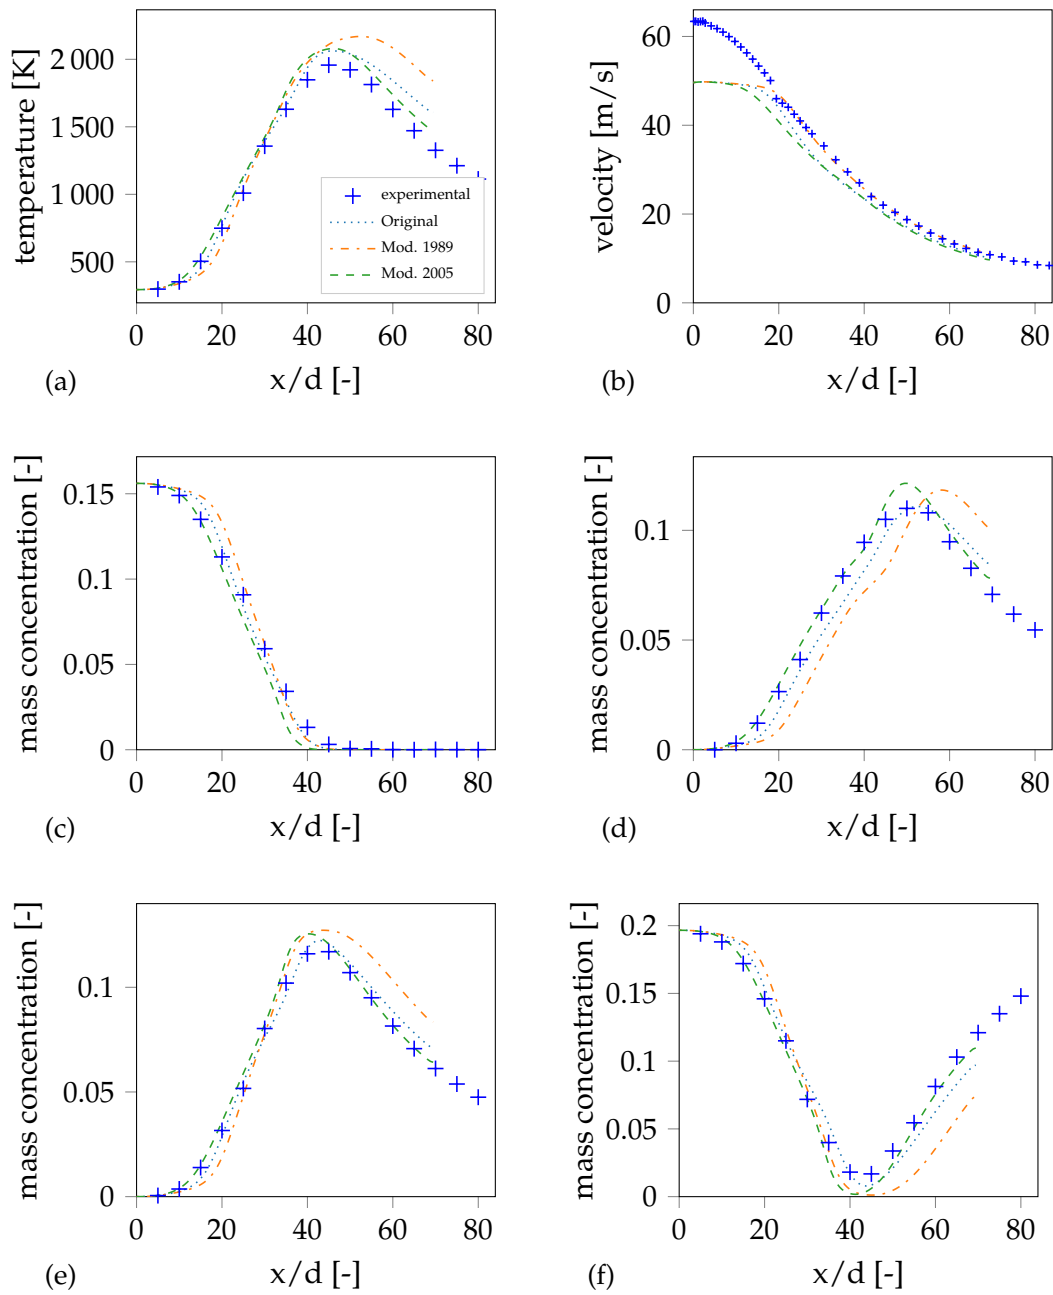 temperature [K]
2 000
1 500
1 000
500
0
20
40
60
80
x/d [-]
(a)
experimental
Original
Mod. 1989
Mod. 2005
velocity [m/s]
60
40
20
0
0
20
40
60
80
x/d [-]
(b)
mass concentration [-]
0.15
0.1
0.05
0
0
20
40
60
80
x/d [-]
(c)
mass concentration [-]
0.1
0.05
0
0
20
40
60
80
x/d [-]
(d)
mass concentration [-]
0.1
0.05
0
0
20
40
60
80
x/d [-]
(e)
mass concentration [-]
0.2
0.15
0.1
0.05
0
0
20
40
60
80
x/d [-]
(f)